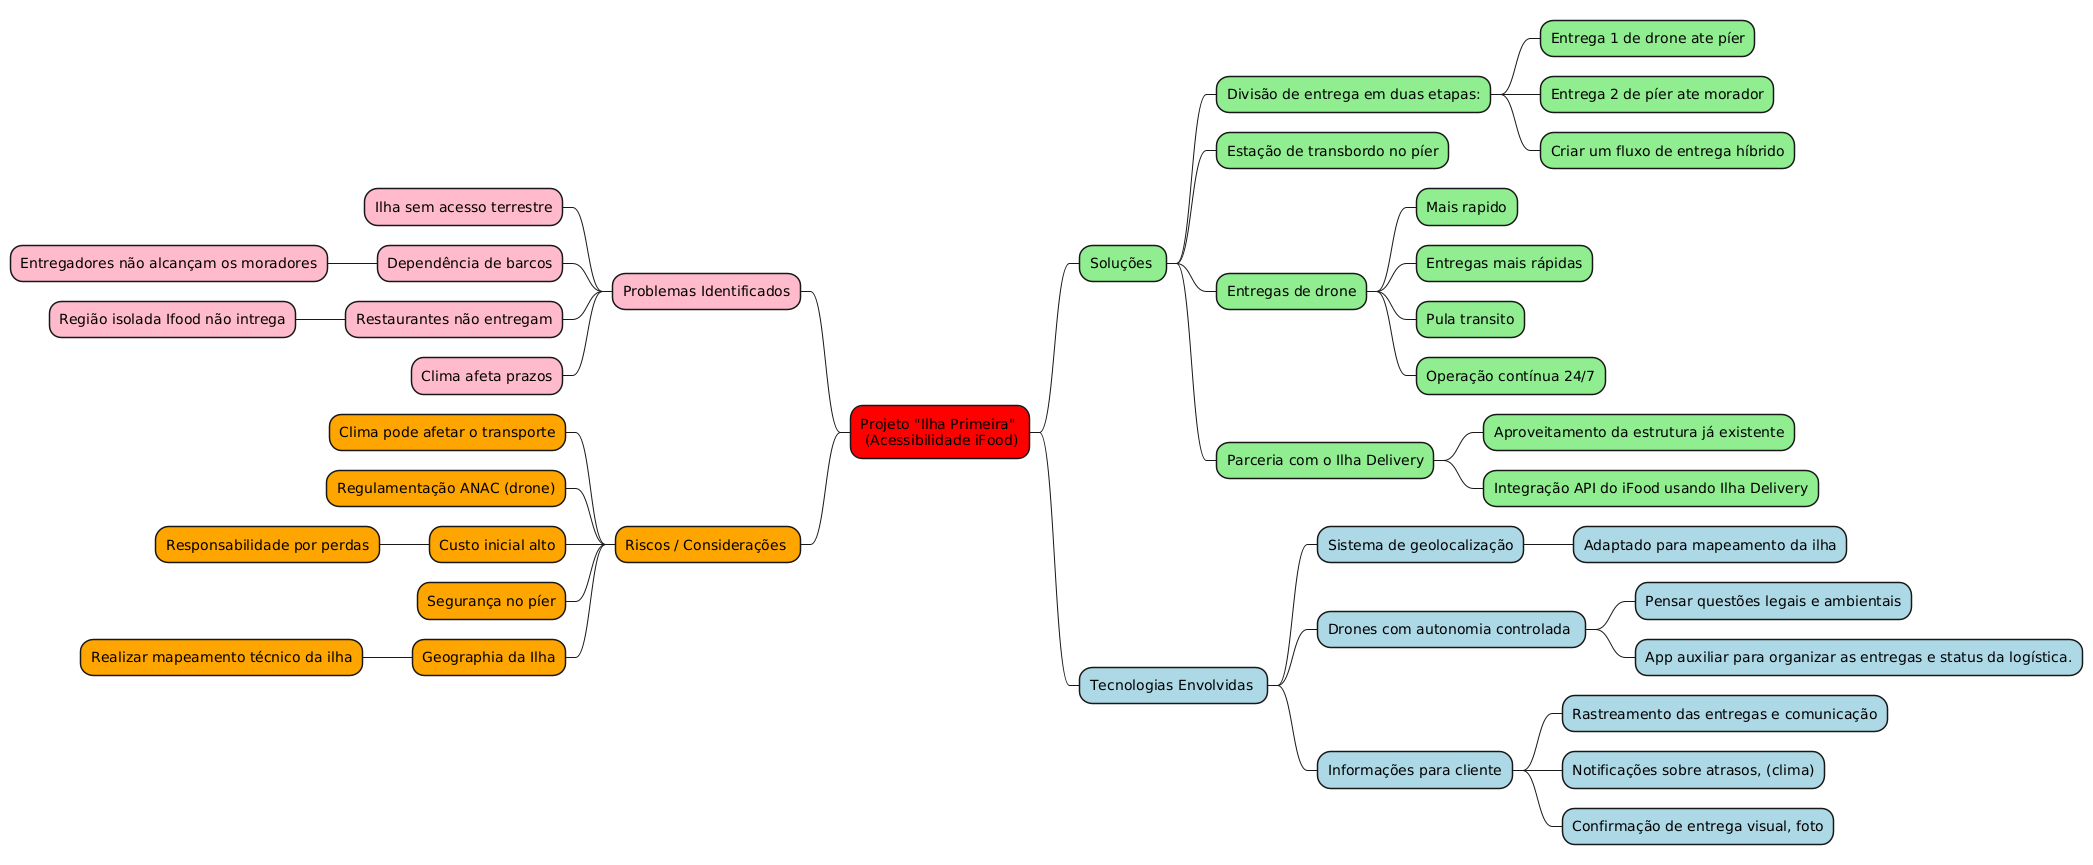 Projeto "Ilha Primeira"
(Acessibilidade iFood)
Soluções
Divisão de entrega em duas etapas:
Entrega 1 de drone ate píer
Entrega 2 de píer ate morador
Criar um fluxo de entrega híbrido
Estação de transbordo no píer
Entregas de drone
Mais rapido
Entregas mais rápidas
Pula transito
Operação contínua 24/7
Parceria com o Ilha Delivery
Aproveitamento da estrutura já existente
Integração API do iFood usando Ilha Delivery
Tecnologias Envolvidas
Sistema de geolocalização
Adaptado para mapeamento da ilha
Drones com autonomia controlada
Pensar questões legais e ambientais
App auxiliar para organizar as entregas e status da logística.
Informações para cliente
Rastreamento das entregas e comunicação
Notificações sobre atrasos, (clima)
Confirmação de entrega visual, foto
Problemas Identificados
Ilha sem acesso terrestre
Dependência de barcos
Entregadores não alcançam os moradores
Restaurantes não entregam
Região isolada Ifood não intrega
Clima afeta prazos
Riscos / Considerações
Clima pode afetar o transporte
Regulamentação ANAC (drone)
Custo inicial alto
Responsabilidade por perdas
Segurança no píer
Geographia da Ilha
Realizar mapeamento técnico da ilha